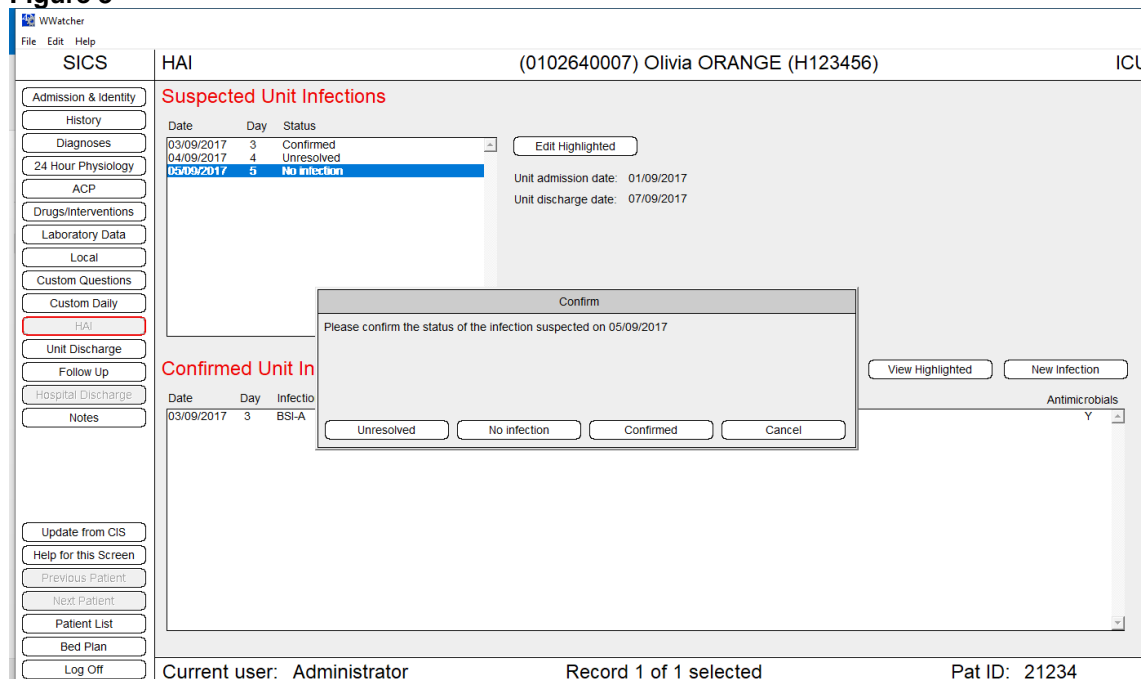 WWatcher
File Edit Help
SICS HAI (0102640007) Olivia ORANGE (H123456)
Admission & Identity
History
Diagnoses
24 Hour Physiology
ACP
Drugs/Interventions
Laboratory Data
Local
Custom Questions
Custom Daily
HAI
Unit Discharge
Follow Up
Hospital Discharge
Notes
Update from CIS
Help for this Screen
Previous Patient
Next Patient
Patient List
Bed Plan
Log Off
Suspected Unit Infections
Date Day Status
03/09/2017 3 Confirmed
04/09/2017 4 Unresolved
05/09/2017 5 No infection
Edit Highlighted
Unit admission date: 01/09/2017
Unit discharge date: 07/09/2017
Confirm
Please confirm the status of the infection suspected on 05/09/2017
Unresolved No infection Confirmed Cancel
Confirmed Unit In
View Highlighted New Infection
Date Day Infectio Antimicrobials
03/09/2017 3 BSI-A Y
Current user: Administrator Record 1 of 1 selected Pat ID: 21234